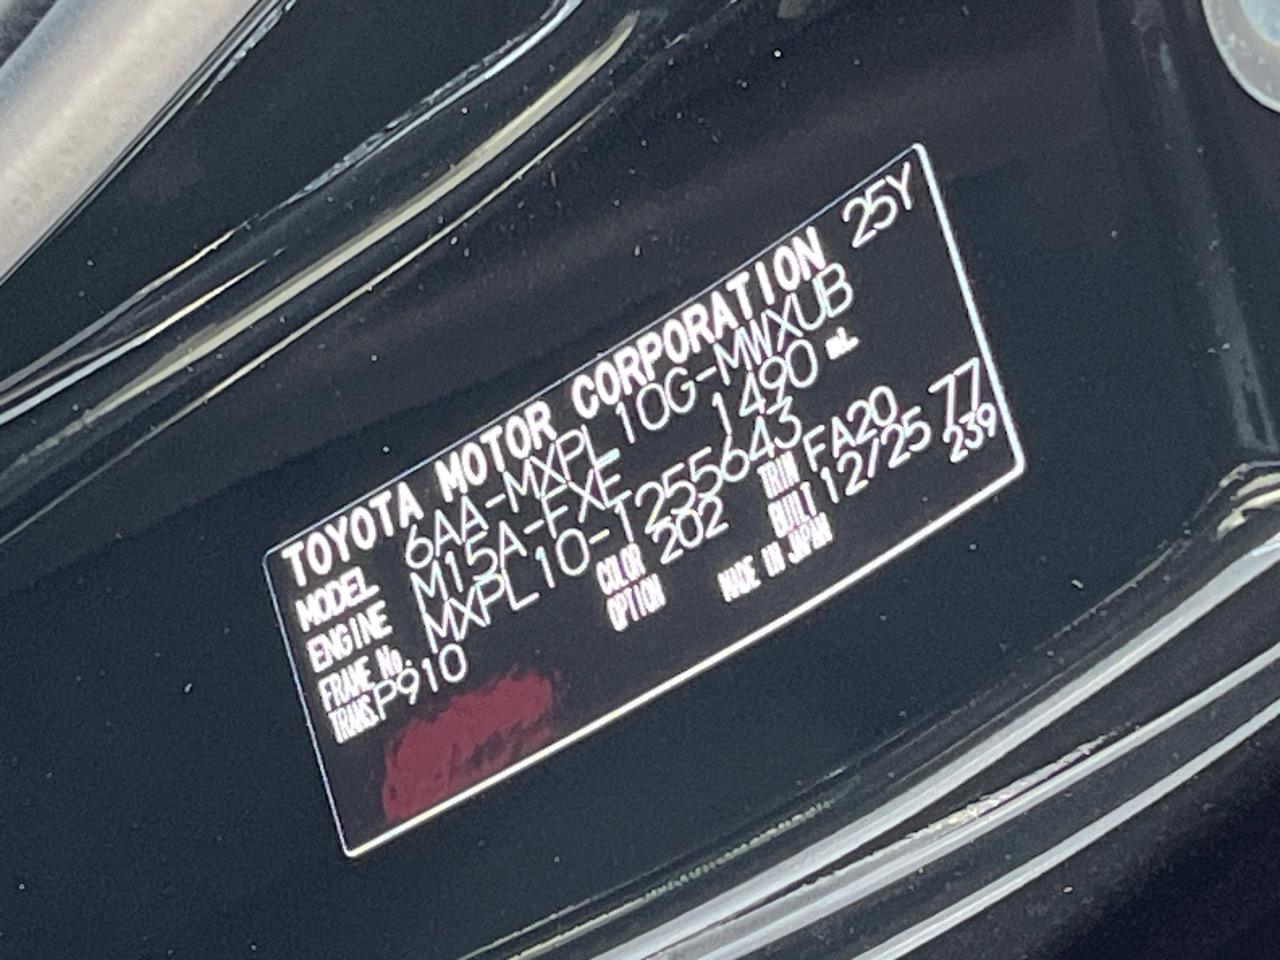 TOYOTA MOTOR CORPORATION 25Y
MODEL 6AA-MXPL10G-MWXUB
ENGINE M15A-FXE 1490 mL
FRAME No. MXPL10-1255643
TRANS. P910 COLOR 202 TRIM FA20 77
OPTION BUILT 12/25 239
MADE IN JAPAN